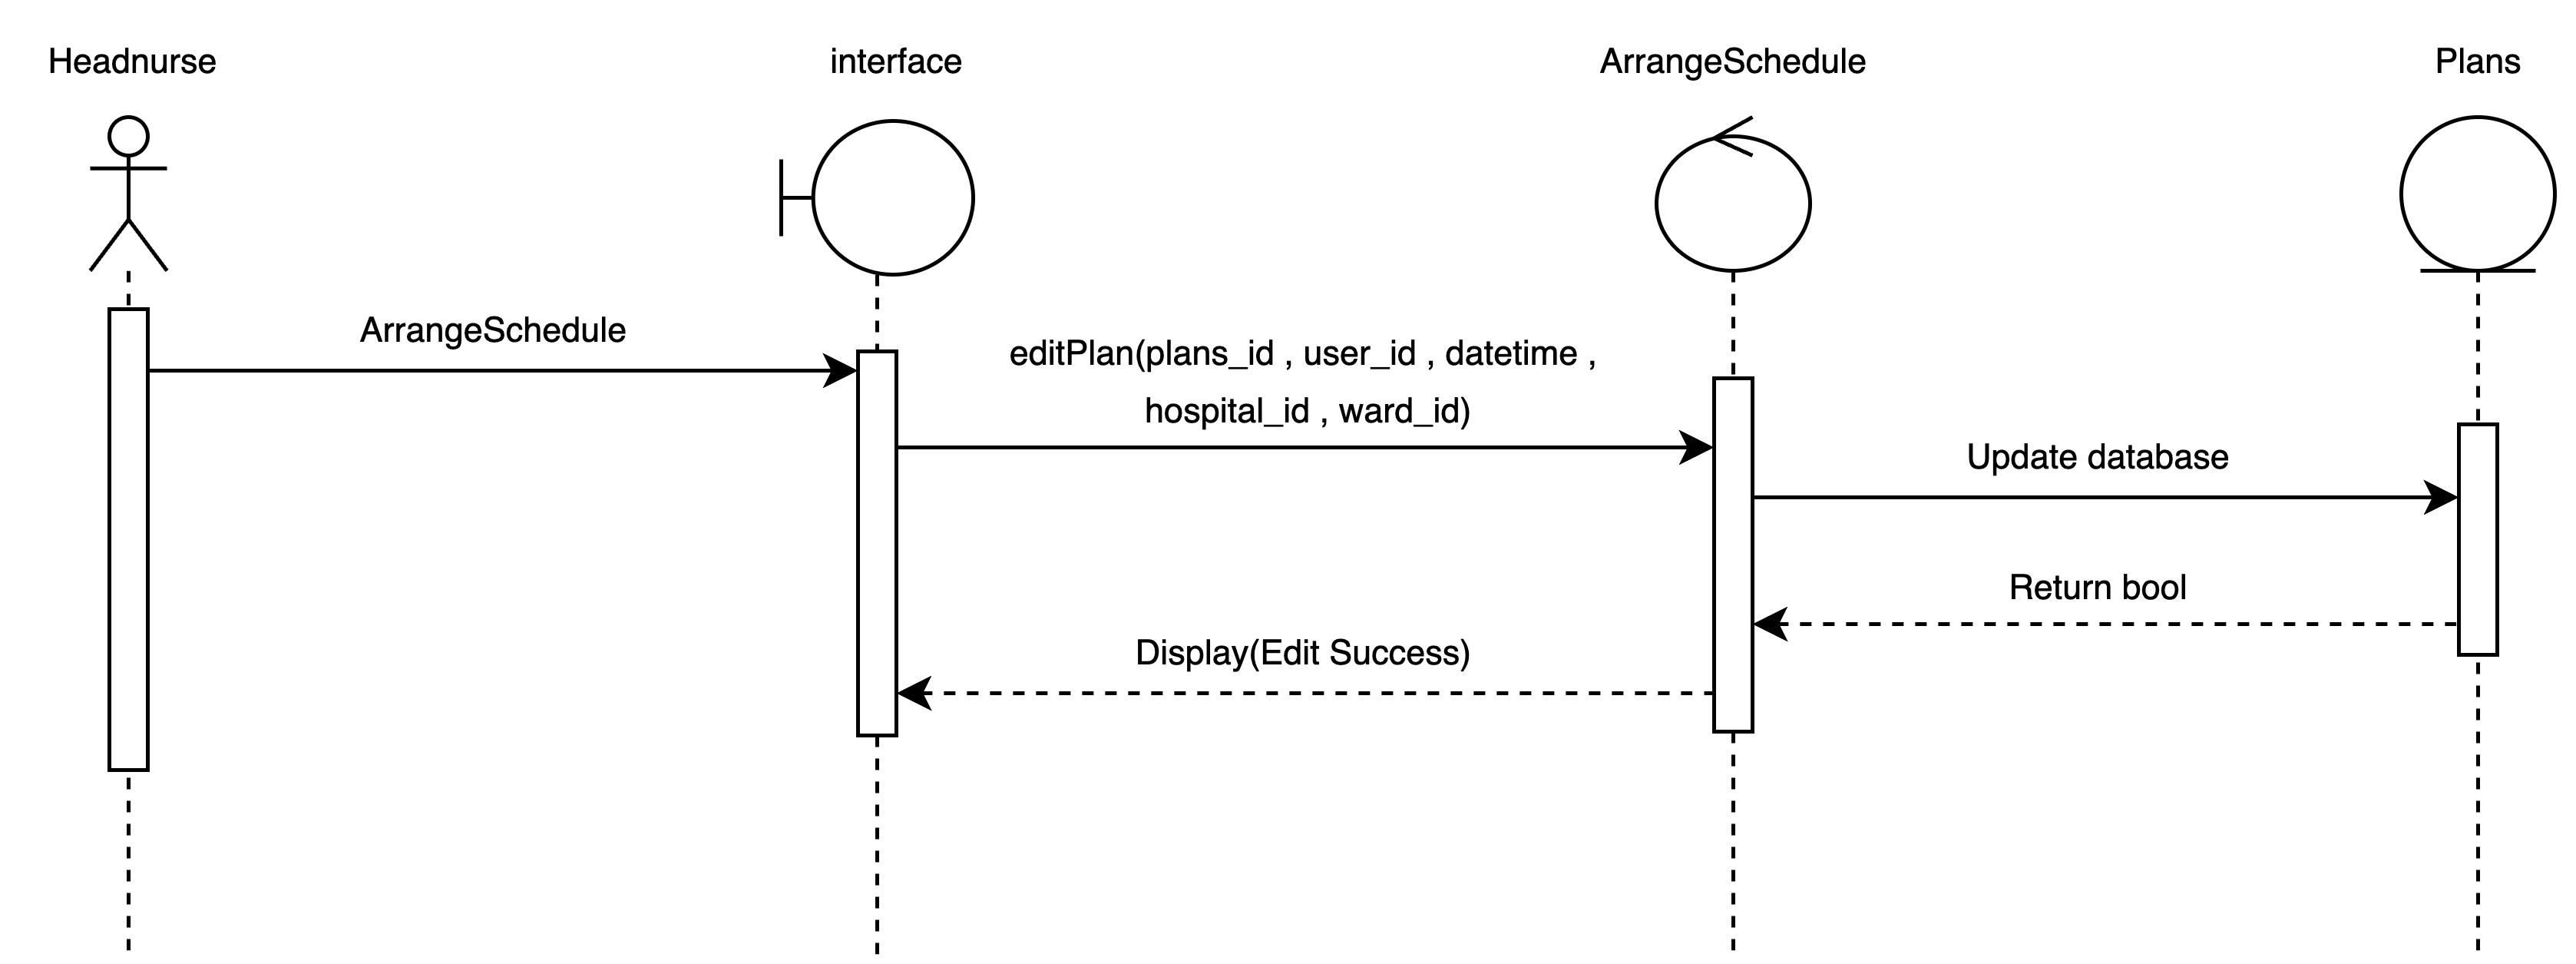 Headnurse
interface
ArrangeSchedule
Plans
ArrangeSchedule
editPlan(plans_id , user_id , datetime ,
hospital_id , ward_id)
Update database
Return bool
Display(Edit Success)